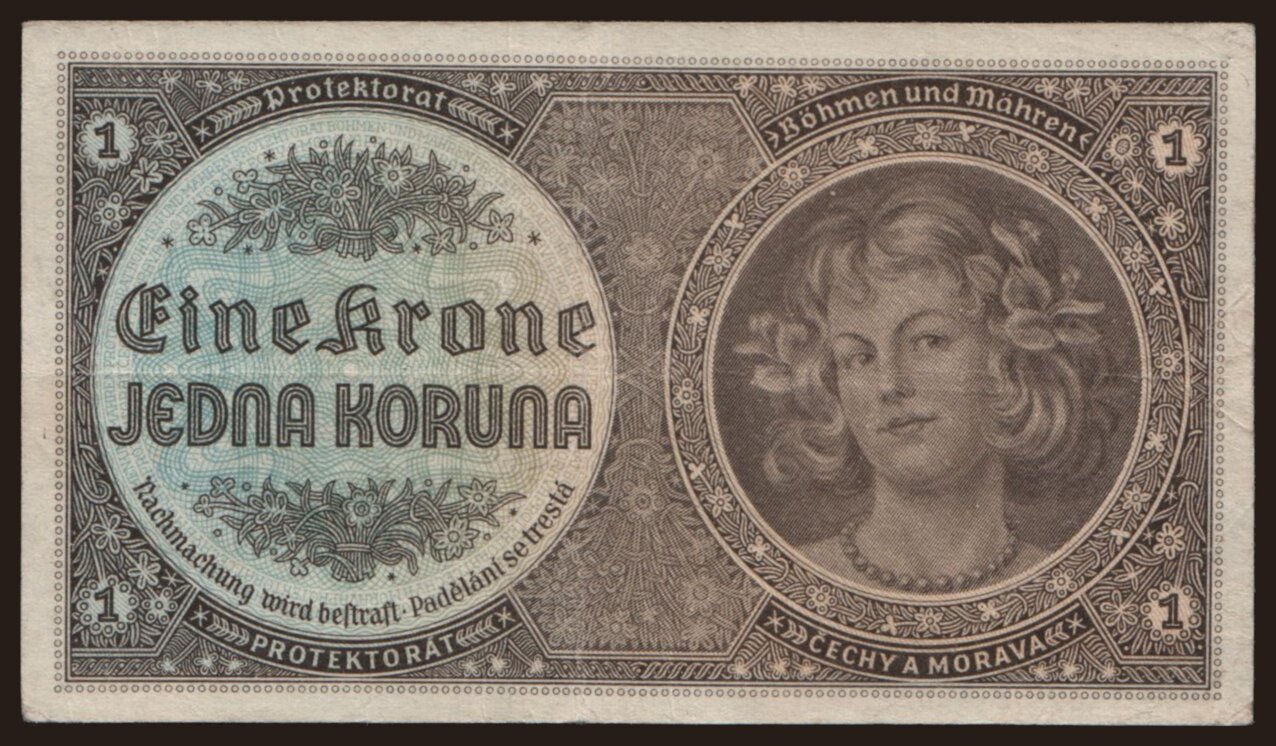 Protektorat
Böhmen und Mähren
1
1
Eine Krone
JEDNA KORUNA
Nachmachung wird bestraft · Padělání se trestá
1
1
PROTEKTORÁT
ČECHY A MORAVA